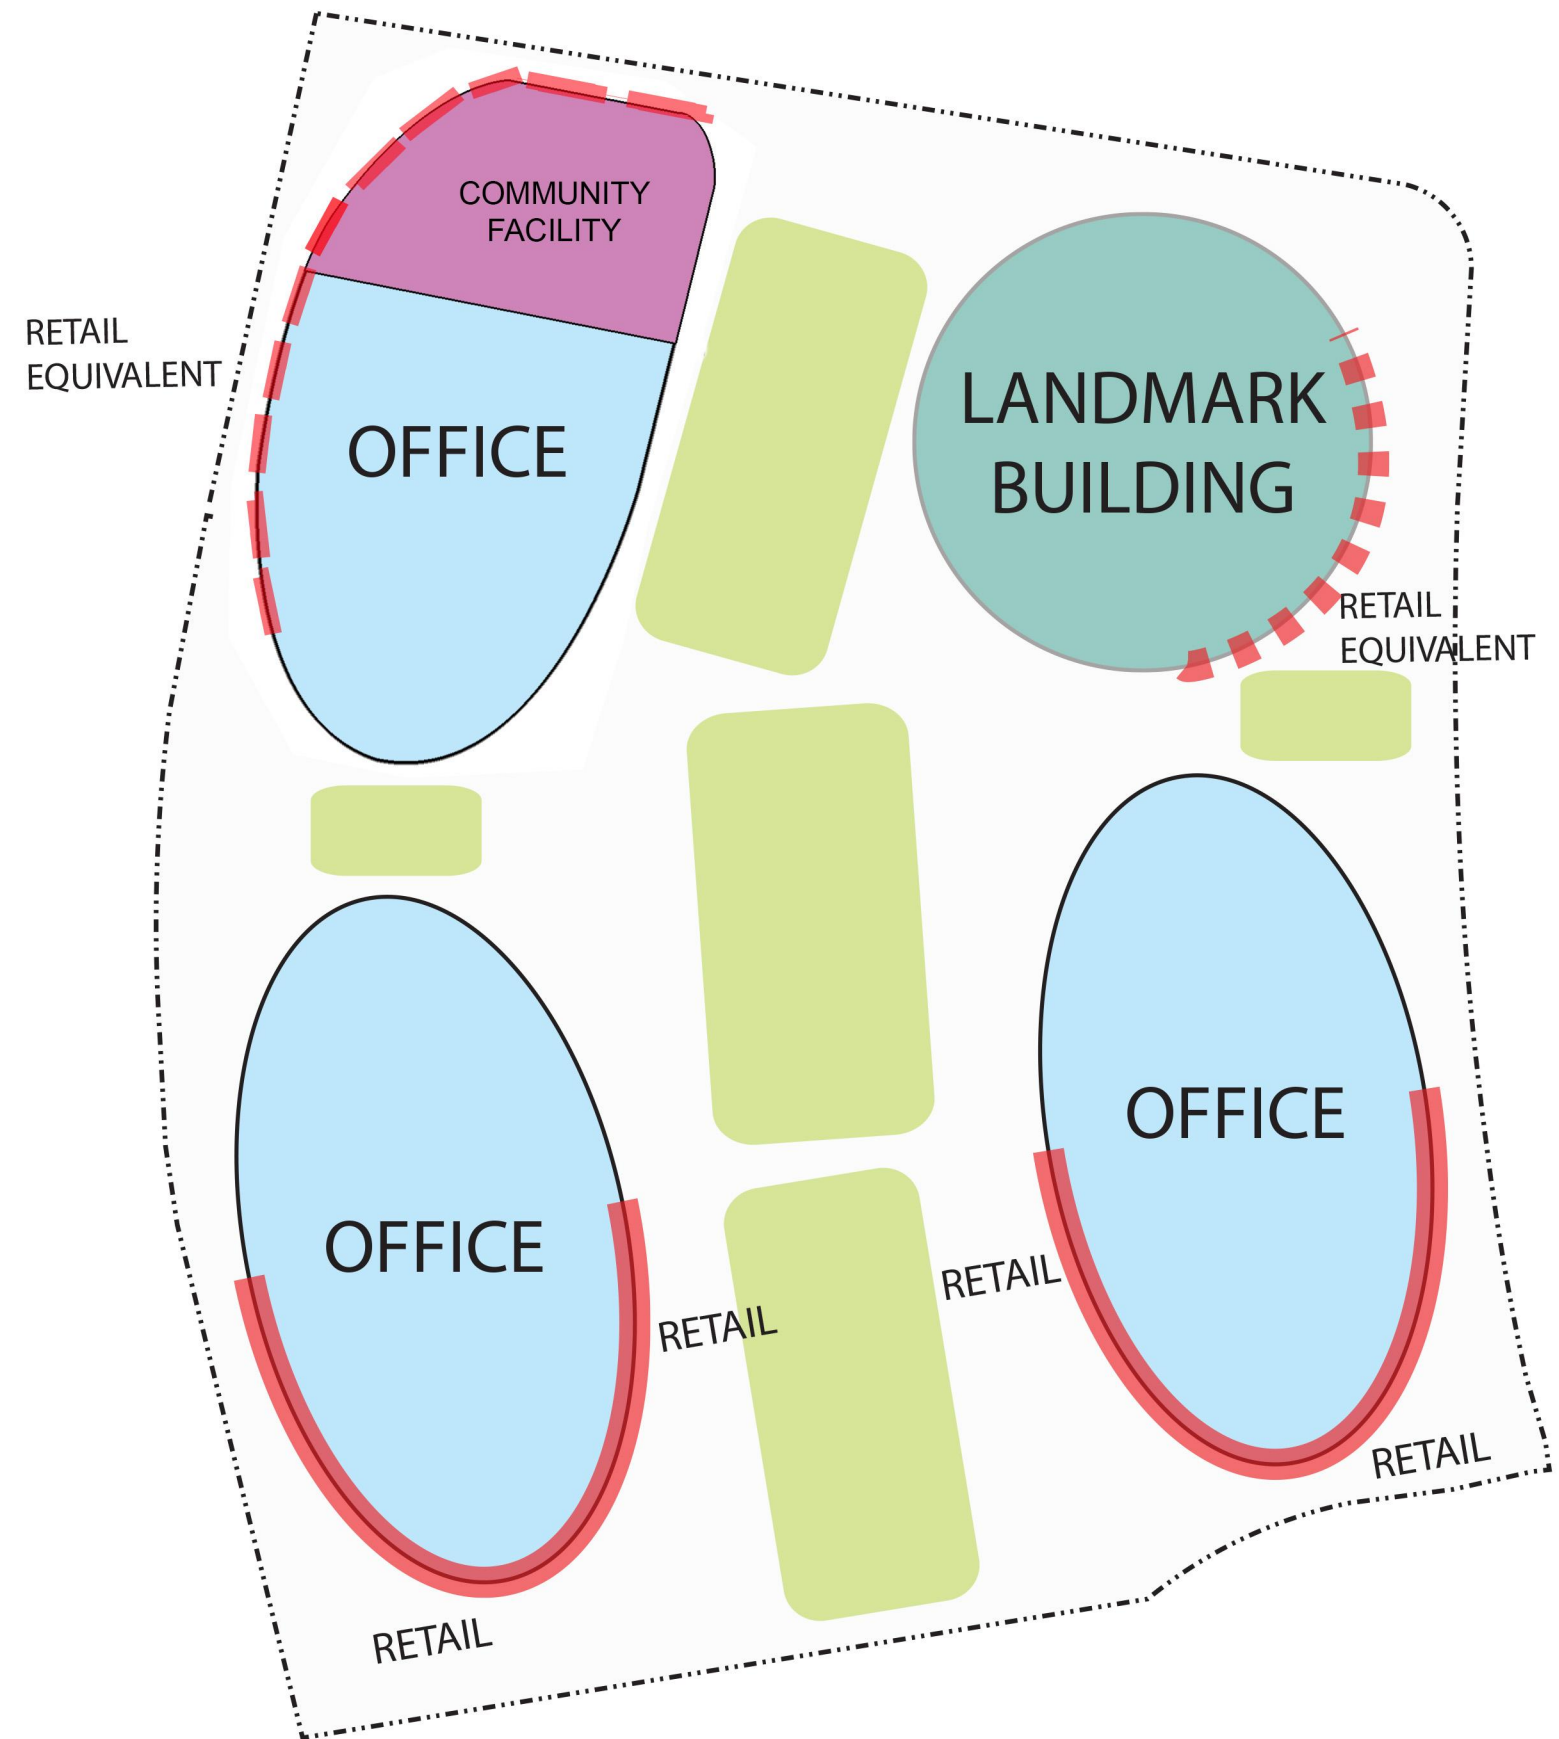 COMMUNITY
FACILITY
RETAIL
EQUIVALENT
OFFICE
LANDMARK
BUILDING
RETAIL
EQUIVALENT
OFFICE
OFFICE
RETAIL
RETAIL
RETAIL
RETAIL